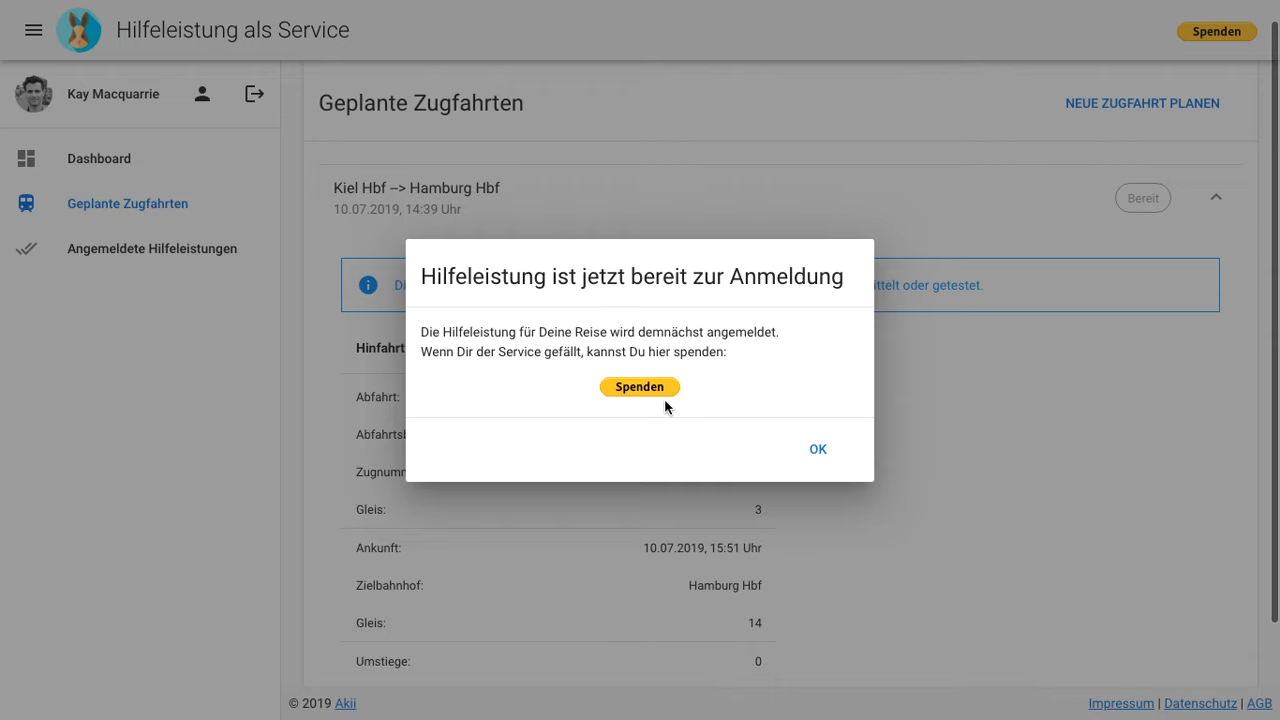 Hilfeleistung als Service
Spenden
Kay Macquarrie
Dashboard
Geplante Zugfahrten
Angemeldete Hilfeleistungen
Geplante Zugfahrten
NEUE ZUGFAHRT PLANEN
Kiel Hbf --> Hamburg Hbf
10.07.2019, 14:39 Uhr
Bereit
Hilfeleistung ist jetzt bereit zur Anmeldung
Die Hilfeleistung für Deine Reise wird demnächst angemeldet.
Wenn Dir der Service gefällt, kannst Du hier spenden:
Spenden
OK
oder getestet.
Hinfahrt
Abfahrt:
Gleis: 3
Ankunft: 10.07.2019, 15:51 Uhr
Zielbahnhof: Hamburg Hbf
Gleis: 14
Umstiege: 0
© 2019 Akii
Impressum | Datenschutz | AGB